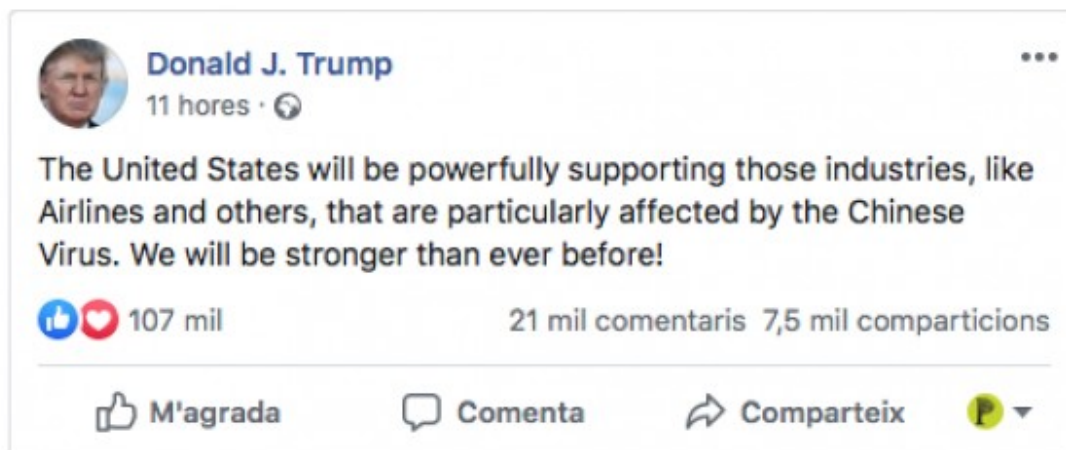 Donald J. Trump
11 hores ·
The United States will be powerfully supporting those industries, like
Airlines and others, that are particularly affected by the Chinese
Virus. We will be stronger than ever before!
107 mil
21 mil comentaris 7,5 mil comparticions
M'agrada
Comenta
Comparteix
P